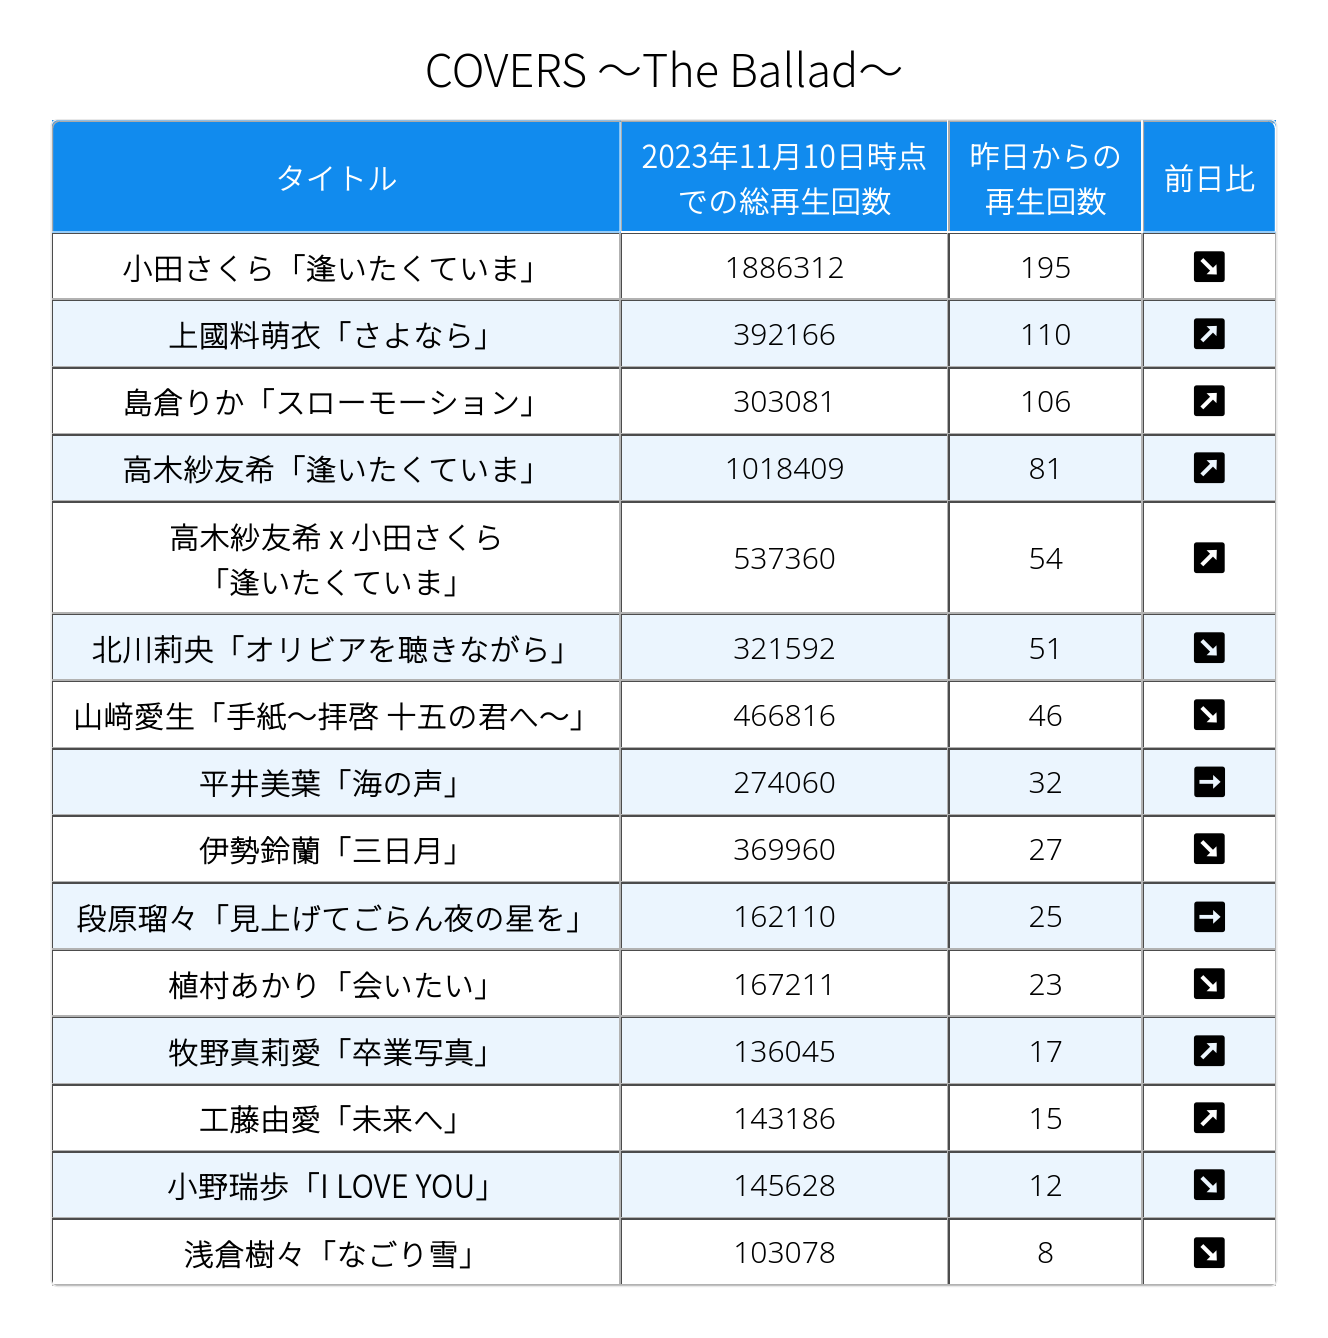 COVERS ～The Ballad～
タイトル 2023年11月10日時点 での総再生回数 昨日からの 再生回数 前日比
小田さくら「逢いたくていま」 1886312 195 ↘
上國料萌衣「さよなら」 392166 110 ↗
島倉りか「スローモーション」 303081 106 ↗
高木紗友希「逢いたくていま」 1018409 81 ↗
高木紗友希 x 小田さくら
「逢いたくていま」 537360 54 ↗
北川莉央「オリビアを聴きながら」 321592 51 ↘
山﨑愛生「手紙～拝啓 十五の君へ～」 466816 46 ↘
平井美葉「海の声」 274060 32 →
伊勢鈴蘭「三日月」 369960 27 ↘
段原瑠々「見上げてごらん夜の星を」 162110 25 →
植村あかり「会いたい」 167211 23 ↘
牧野真莉愛「卒業写真」 136045 17 ↗
工藤由愛「未来へ」 143186 15 ↗
小野瑞歩「I LOVE YOU」 145628 12 ↘
浅倉樹々「なごり雪」 103078 8 ↘